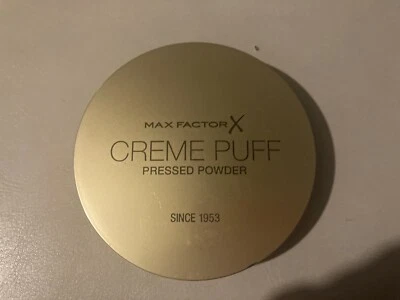 MAX FACTOR X
CREME PUFF
PRESSED POWDER
SINCE 1953